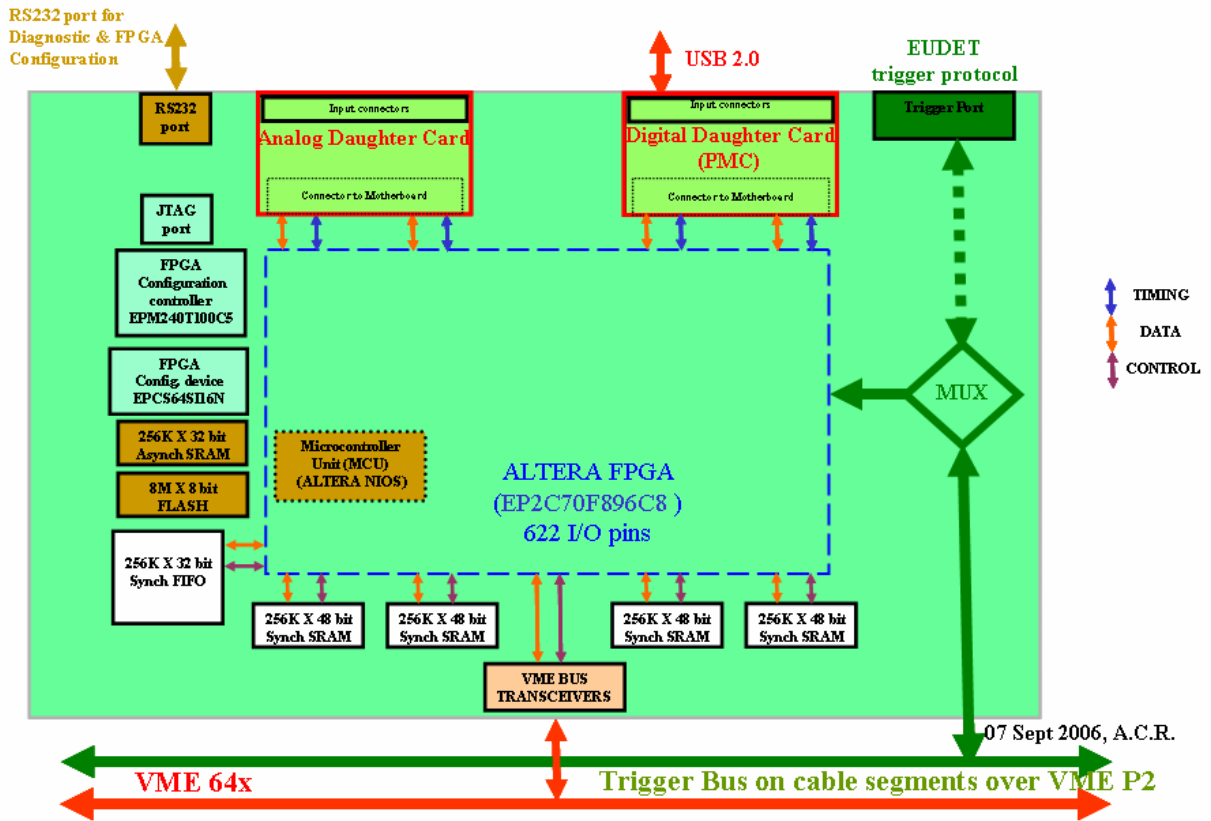 RS232 port for
Diagnostic & FPGA
Configuration
USB 2.0
EUDET
trigger protocol
RS232
port
Input connectors
Analog Daughter Card
Connector to Motherboard
Input connectors
Digital Daughter Card
(PMC)
Connector to Motherboard
Trigger Port
JTAG
port
FPGA
Configuration
controller
EPM240T100C5
FPGA
Config. device
EPCS64SI16N
256K X 32 bit
Asynch SRAM
8M X 8 bit
FLASH
256K X 32 bit
Synch FIFO
Microcontroller
Unit (MCU)
(ALTERA NIOS)
ALTERA FPGA
(EP2C70F896C8 )
622 I/O pins
MUX
TIMING
DATA
CONTROL
256K X 48 bit
Synch SRAM
256K X 48 bit
Synch SRAM
256K X 48 bit
Synch SRAM
256K X 48 bit
Synch SRAM
VME BUS
TRANSCEIVERS
07 Sept 2006, A.C.R.
VME 64x
Trigger Bus on cable segments over VME P2